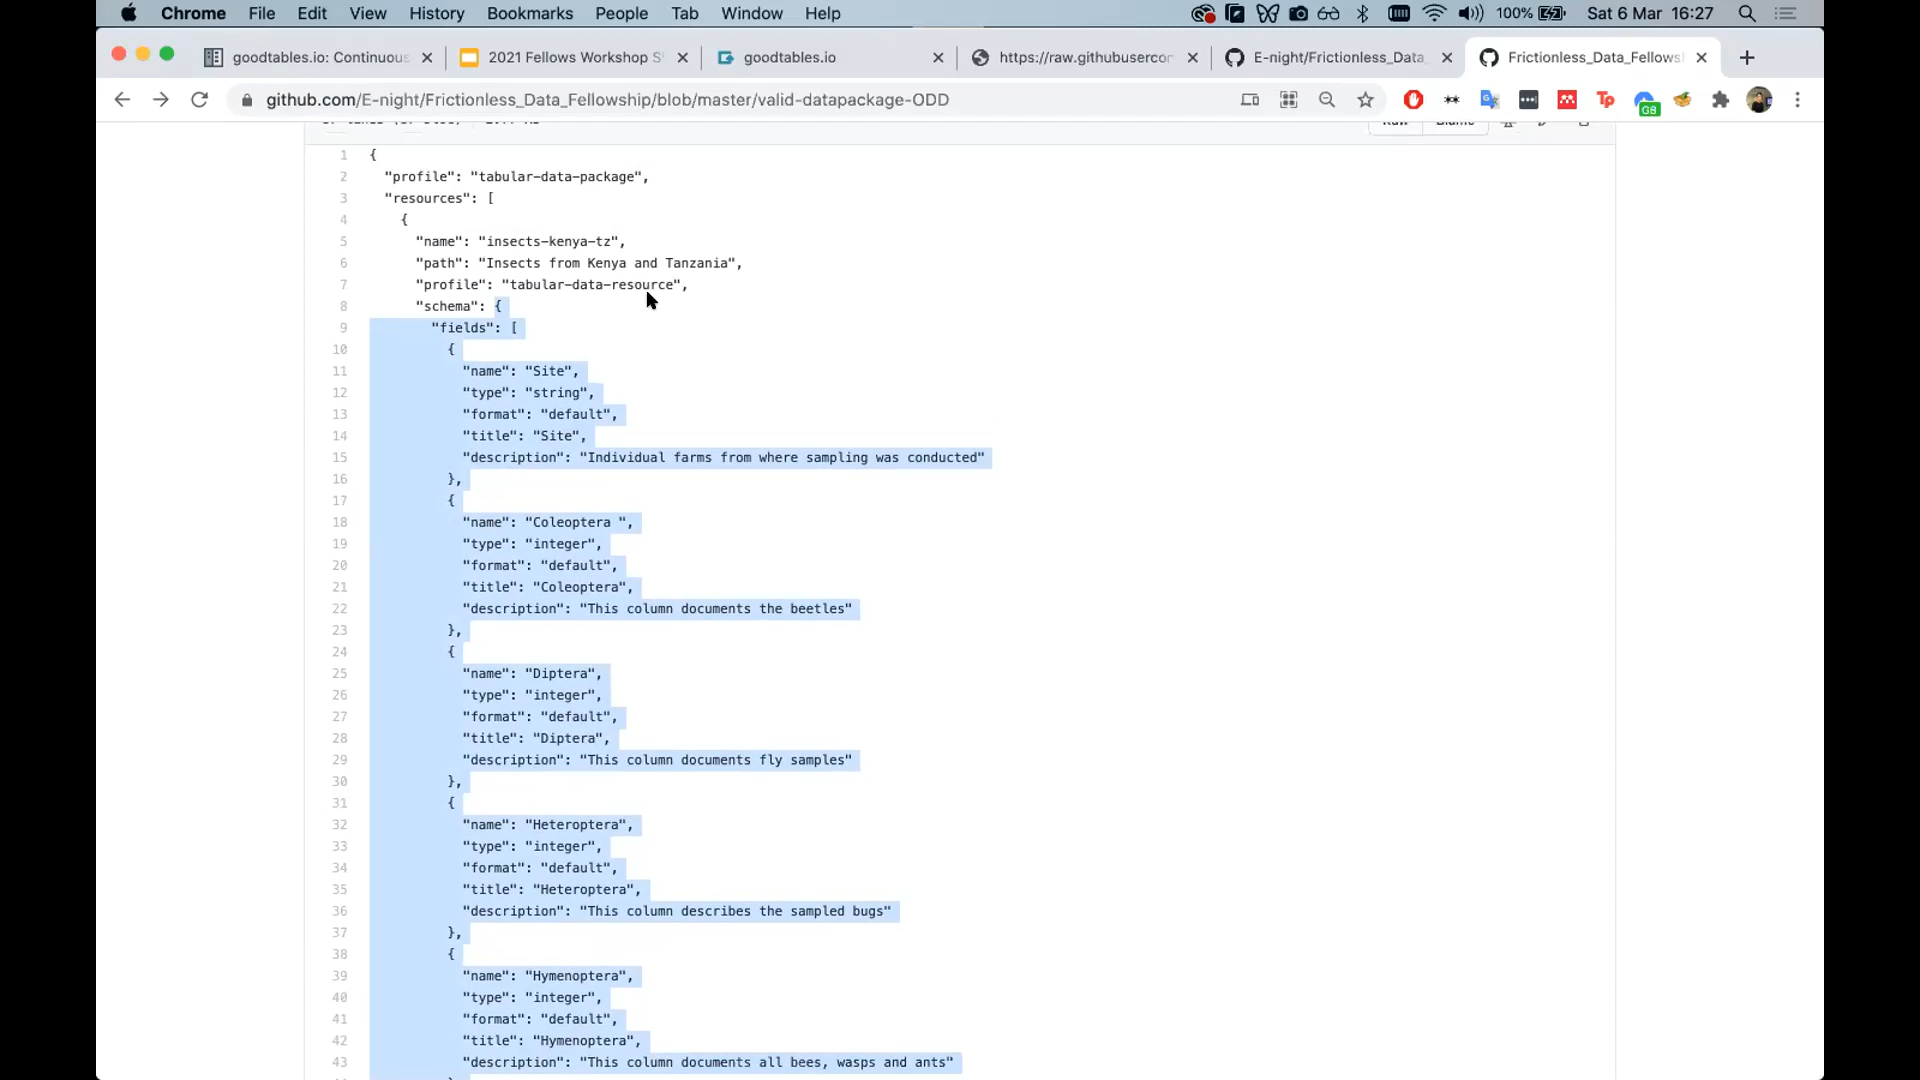 Chrome File Edit View History Bookmarks People Tab Window Help 100% Sat 6 Mar 16:27
goodtables.io: Continuous 2021 Fellows Workshop S goodtables.io https://raw.githubusercon E-night/Frictionless_Data_ Frictionless_Data_Fellows
github.com/E-night/Frictionless_Data_Fellowship/blob/master/valid-datapackage-ODD
1 {
2 "profile": "tabular-data-package",
3 "resources": [
4 {
5 "name": "insects-kenya-tz",
6 "path": "Insects from Kenya and Tanzania",
7 "profile": "tabular-data-resource",
8 "schema": {
9 "fields": [
10 {
11 "name": "Site",
12 "type": "string",
13 "format": "default",
14 "title": "Site",
15 "description": "Individual farms from where sampling was conducted"
16 },
17 {
18 "name": "Coleoptera ",
19 "type": "integer",
20 "format": "default",
21 "title": "Coleoptera",
22 "description": "This column documents the beetles"
23 },
24 {
25 "name": "Diptera",
26 "type": "integer",
27 "format": "default",
28 "title": "Diptera",
29 "description": "This column documents fly samples"
30 },
31 {
32 "name": "Heteroptera",
33 "type": "integer",
34 "format": "default",
35 "title": "Heteroptera",
36 "description": "This column describes the sampled bugs"
37 },
38 {
39 "name": "Hymenoptera",
40 "type": "integer",
41 "format": "default",
42 "title": "Hymenoptera",
43 "description": "This column documents all bees, wasps and ants"